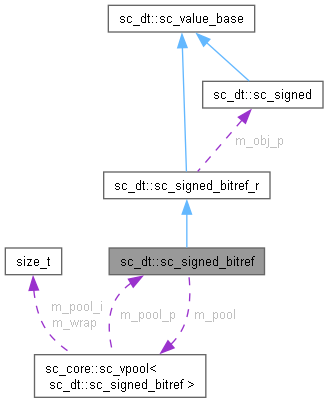 sc_dt::sc_value_base
sc_dt::sc_signed
m_obj_p
sc_dt::sc_signed_bitref_r
size_t
sc_dt::sc_signed_bitref
m_pool_i
m_wrap
m_pool_p
m_pool
sc_core::sc_vpool<
sc_dt::sc_signed_bitref >